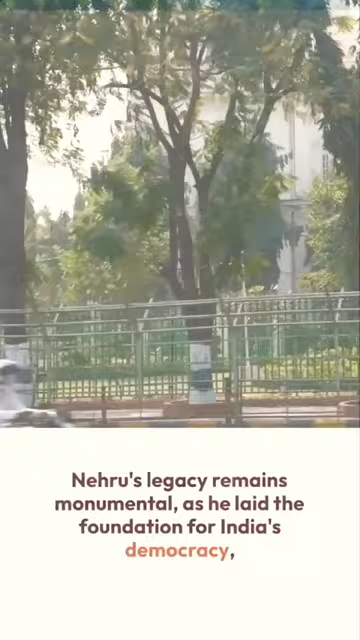 Nehru's legacy remains
monumental, as he laid the
foundation for India's
democracy,